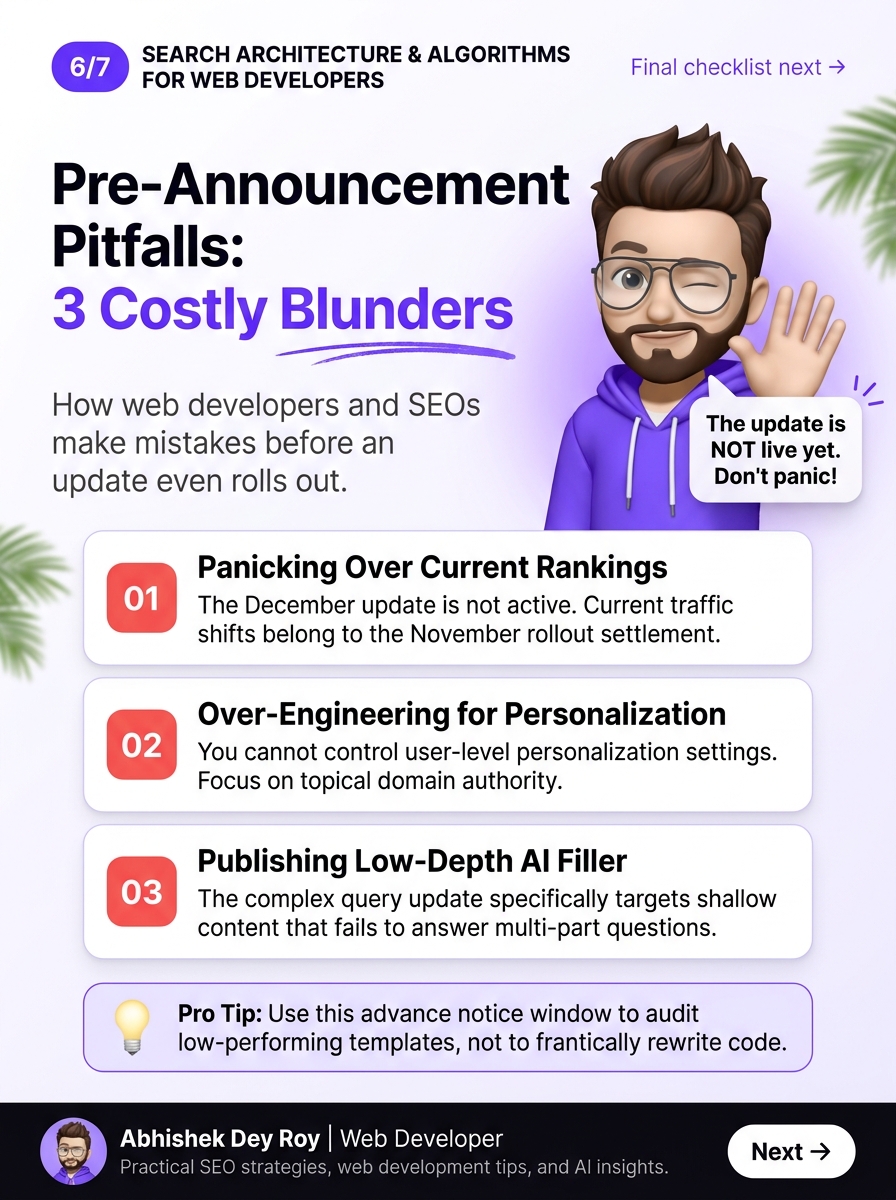 6/7
SEARCH ARCHITECTURE & ALGORITHMS
FOR WEB DEVELOPERS
Final checklist next →
Pre-Announcement
Pitfalls:
3 Costly Blunders
How web developers and SEOs
make mistakes before an
update even rolls out.
The update is
NOT live yet.
Don't panic!
01
Panicking Over Current Rankings
The December update is not active. Current traffic
shifts belong to the November rollout settlement.
02
Over-Engineering for Personalization
You cannot control user-level personalization settings.
Focus on topical domain authority.
03
Publishing Low-Depth AI Filler
The complex query update specifically targets shallow
content that fails to answer multi-part questions.
Pro Tip: Use this advance notice window to audit
low-performing templates, not to frantically rewrite code.
Abhishek Dey Roy | Web Developer
Practical SEO strategies, web development tips, and AI insights.
Next →